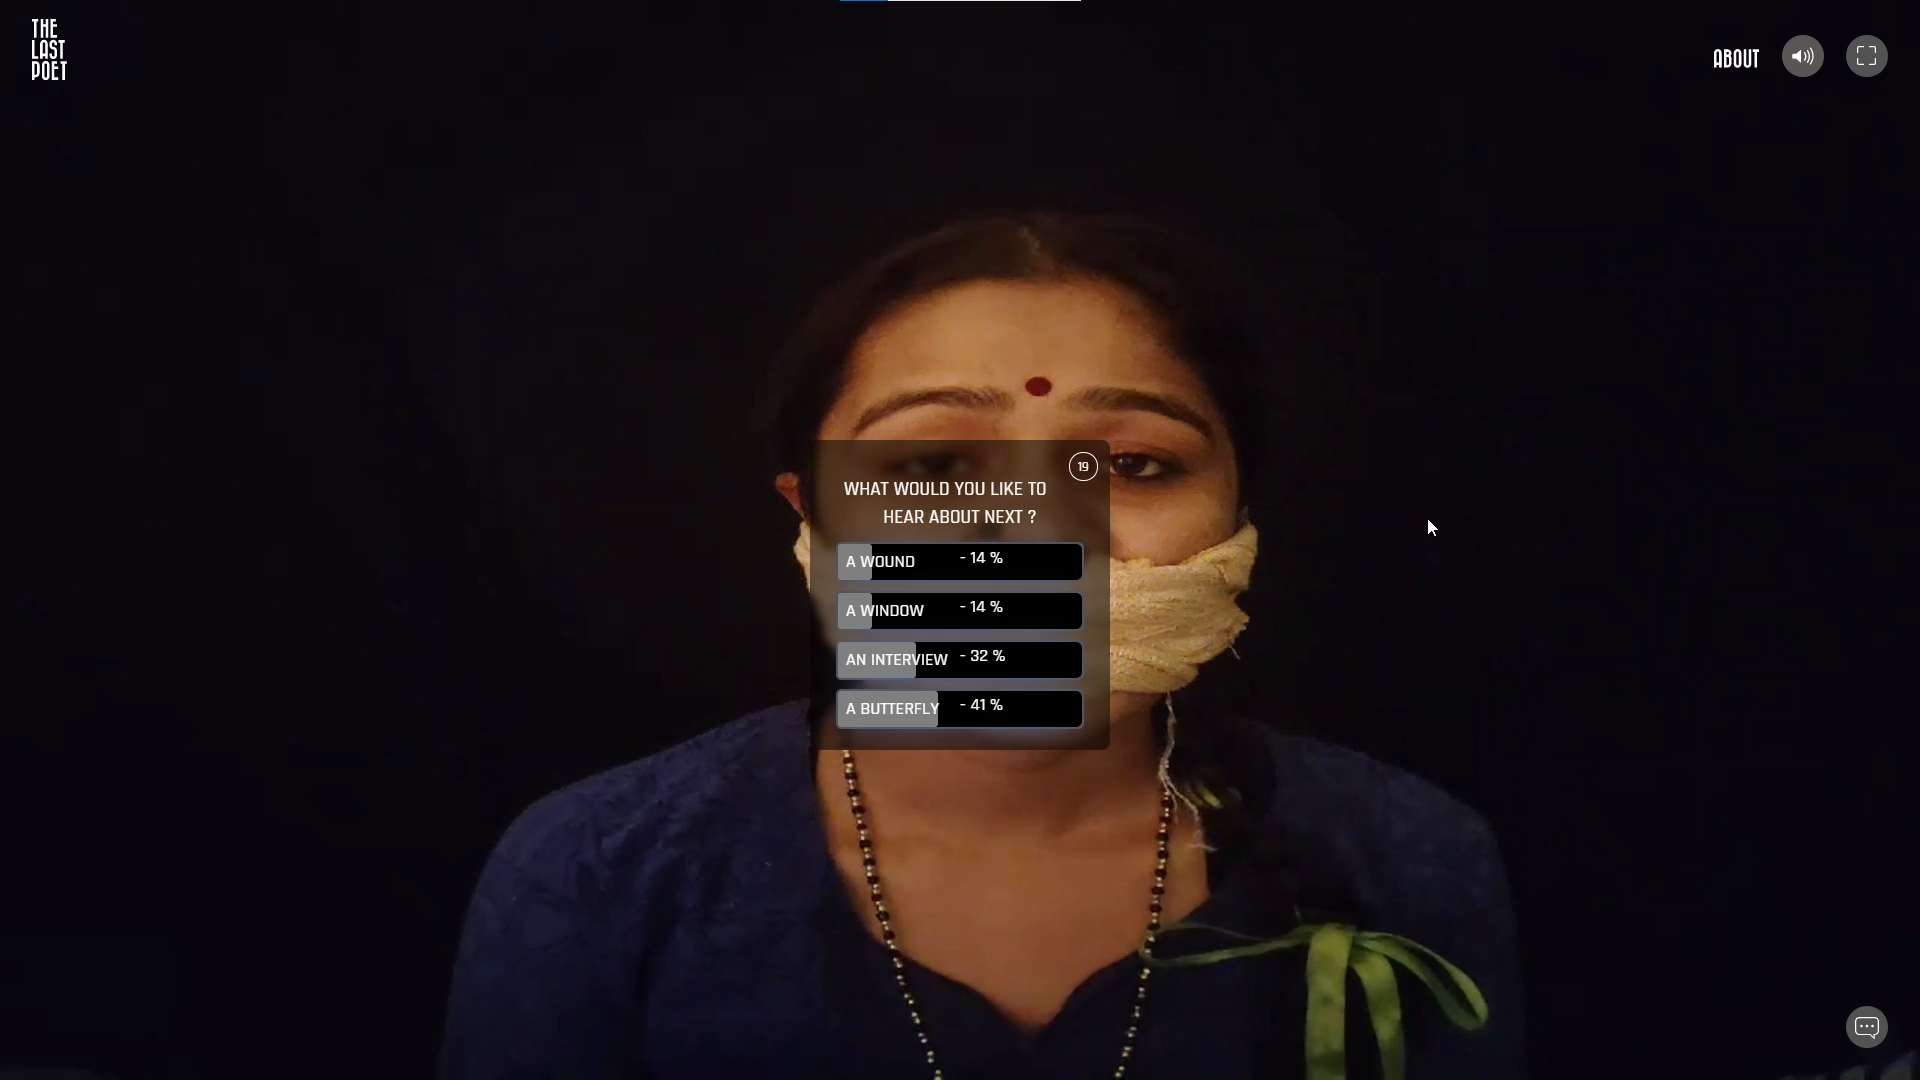 THE
LAST
POET
ABOUT
19
WHAT WOULD YOU LIKE TO
HEAR ABOUT NEXT ?
A WOUND - 14 %
A WINDOW - 14 %
AN INTERVIEW - 32 %
A BUTTERFLY - 41 %